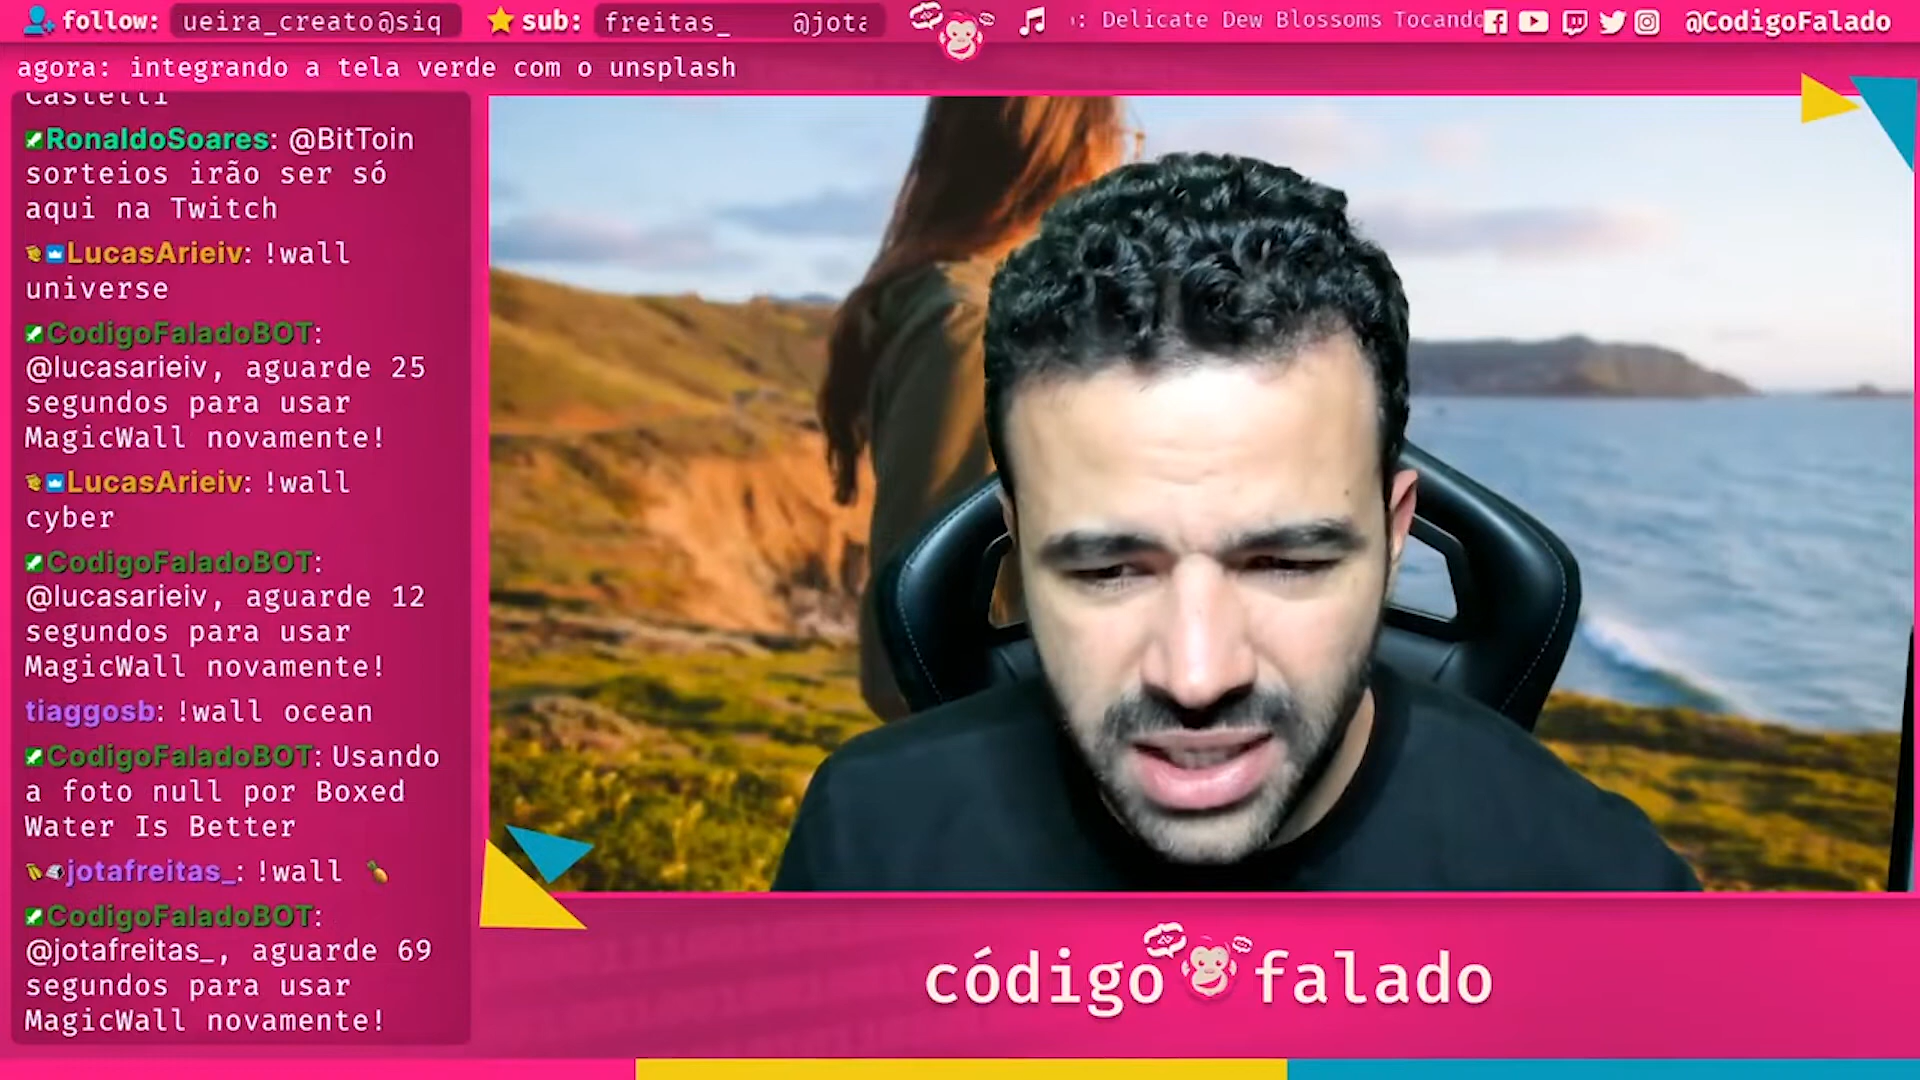 follow: ueira_creato@siq
sub: freitas_ @jota
: Delicate Dew Blossoms Tocando
@CodigoFalado
agora: integrando a tela verde com o unsplash
Castelli
RonaldoSoares: @BitToin
sorteios irão ser só
aqui na Twitch
LucasArieiv: !wall
universe
CodigoFaladoBOT:
@lucasarieiv, aguarde 25
segundos para usar
MagicWall novamente!
LucasArieiv: !wall
cyber
CodigoFaladoBOT:
@lucasarieiv, aguarde 12
segundos para usar
MagicWall novamente!
tiaggosb: !wall ocean
CodigoFaladoBOT: Usando
a foto null por Boxed
Water Is Better
jotafreitas_: !wall 🍍
CodigoFaladoBOT:
@jotafreitas_, aguarde 69
segundos para usar
MagicWall novamente!
código falado